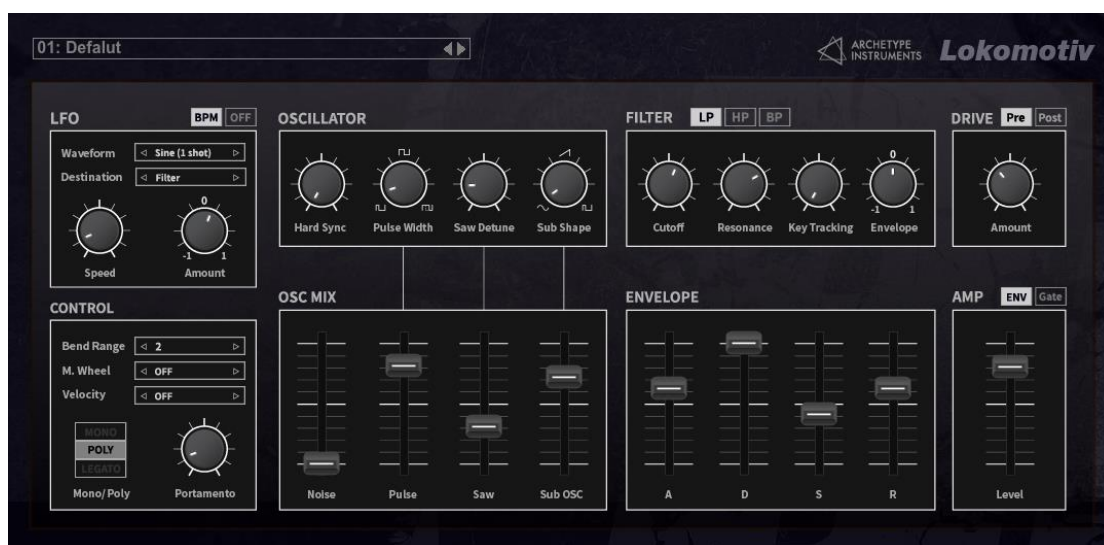 01: Defalut
ARCHETYPE
INSTRUMENTS
Lokomotiv
LFO
BPM OFF
Waveform Sine (1 shot)
Destination Filter
0
-1 1
Speed Amount
OSCILLATOR
Hard Sync Pulse Width Saw Detune Sub Shape
FILTER LP HP BP
0
-1 1
Cutoff Resonance Key Tracking Envelope
DRIVE Pre Post
Amount
CONTROL
Bend Range 2
M. Wheel OFF
Velocity OFF
MONO
POLY
LEGATO
Mono/Poly Portamento
OSC MIX
Noise Pulse Saw Sub OSC
ENVELOPE
A D S R
AMP ENV Gate
Level